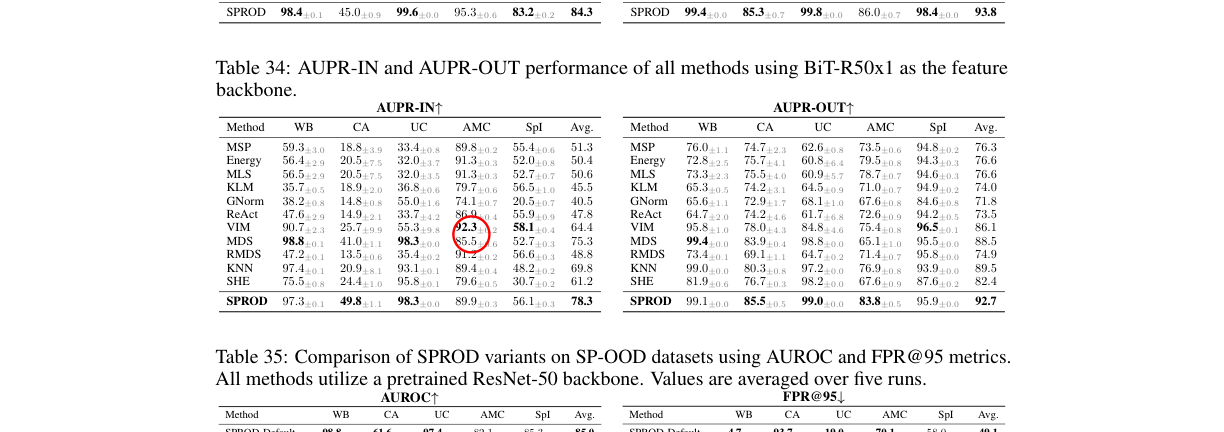 SPROD 98.4±0.1 45.0±0.9 99.6±0.0 95.3±0.6 83.2±0.2 84.3 SPROD 99.4±0.0 85.3±0.7 99.8±0.0 86.0±0.7 98.4±0.0 93.8
Table 34: AUPR-IN and AUPR-OUT performance of all methods using BiT-R50x1 as the feature
backbone.
AUPR-IN↑ AUPR-OUT↑
Method WB CA UC AMC SpI Avg. Method WB CA UC AMC SpI Avg.
MSP 59.3±3.0 18.8±3.9 33.4±0.8 89.8±0.2 55.4±0.6 51.3 MSP 76.0±1.1 74.7±2.3 62.6±0.8 73.5±0.6 94.8±0.2 76.3
Energy 56.4±2.9 20.5±7.5 32.0±3.7 91.3±0.3 52.0±0.8 50.4 Energy 72.8±2.5 75.7±4.1 60.8±6.4 79.5±0.8 94.3±0.3 76.6
MLS 56.5±2.9 20.5±7.5 32.0±3.5 91.3±0.3 52.7±0.7 50.6 MLS 73.3±2.3 75.5±4.0 60.9±5.7 78.7±0.7 94.6±0.3 76.6
KLM 35.7±0.5 18.9±2.0 36.8±0.6 79.7±0.6 56.5±1.0 45.5 KLM 65.3±0.5 74.2±3.1 64.5±0.9 71.0±0.7 94.9±0.2 74.0
GNorm 38.2±0.8 14.8±0.8 55.0±1.6 74.1±0.7 20.5±0.7 40.5 GNorm 65.6±1.1 72.9±1.7 68.1±1.0 67.6±0.8 84.6±0.8 71.8
ReAct 47.6±2.9 14.9±2.1 33.7±4.2 86.9±0.4 55.9±0.9 47.8 ReAct 64.7±2.0 74.2±4.6 61.7±6.8 72.6±0.9 94.2±0.5 73.5
VIM 90.7±2.3 25.7±9.9 55.3±9.8 92.3±0.2 58.1±0.4 64.4 VIM 95.8±1.0 78.0±4.3 84.8±4.6 75.4±0.8 96.5±0.1 86.1
MDS 98.8±0.1 41.0±1.1 98.3±0.0 85.5±0.6 52.7±0.3 75.3 MDS 99.4±0.0 83.9±0.4 98.8±0.0 65.1±1.0 95.5±0.0 88.5
RMDS 47.2±0.1 13.5±0.6 35.4±0.2 91.2±0.2 56.6±0.3 48.8 RMDS 73.4±0.1 69.1±1.1 64.7±0.2 71.4±0.7 95.8±0.0 74.9
KNN 97.4±0.1 20.9±8.1 93.1±0.1 89.4±0.4 48.2±0.2 69.8 KNN 99.0±0.0 80.3±0.8 97.2±0.0 76.9±0.8 93.9±0.0 89.5
SHE 75.5±0.8 24.4±1.0 95.8±0.1 79.6±0.5 30.7±0.2 61.2 SHE 81.9±0.6 76.7±0.3 98.2±0.0 67.9±0.6 87.6±0.2 82.4
SPROD 97.3±0.1 49.8±1.1 98.3±0.0 89.9±0.3 56.1±0.3 78.3 SPROD 99.1±0.0 85.5±0.5 99.0±0.0 83.8±0.5 95.9±0.0 92.7
Table 35: Comparison of SPROD variants on SP-OOD datasets using AUROC and FPR@95 metrics.
All methods utilize a pretrained ResNet-50 backbone. Values are averaged over five runs.
AUROC↑ FPR@95↓
Method WB CA UC AMC SpI Avg. Method WB CA UC AMC SpI Avg.